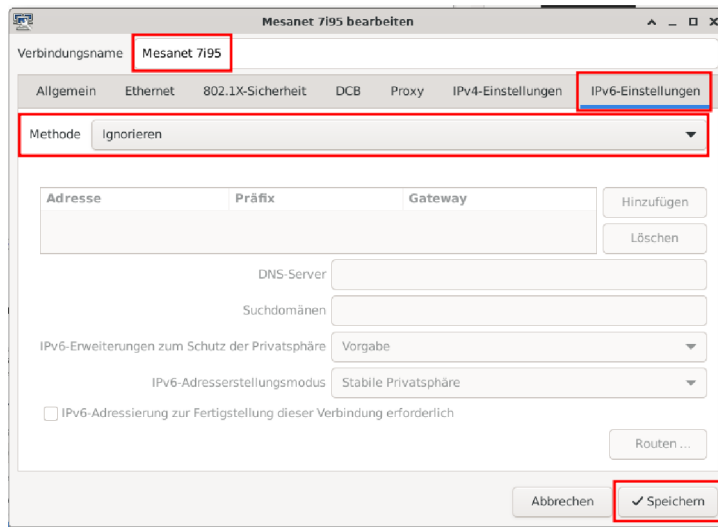 Mesanet 7i95 bearbeiten
Verbindungsname Mesanet 7i95
Allgemein Ethernet 802.1X-Sicherheit DCB Proxy IPv4-Einstellungen IPv6-Einstellungen
Methode Ignorieren
Adresse Präfix Gateway
Hinzufügen
Löschen
DNS-Server
Suchdomänen
IPv6-Erweiterungen zum Schutz der Privatsphäre Vorgabe
IPv6-Adresserstellungsmodus Stabile Privatsphäre
IPv6-Adressierung zur Fertigstellung dieser Verbindung erforderlich
Routen ...
Abbrechen Speichern